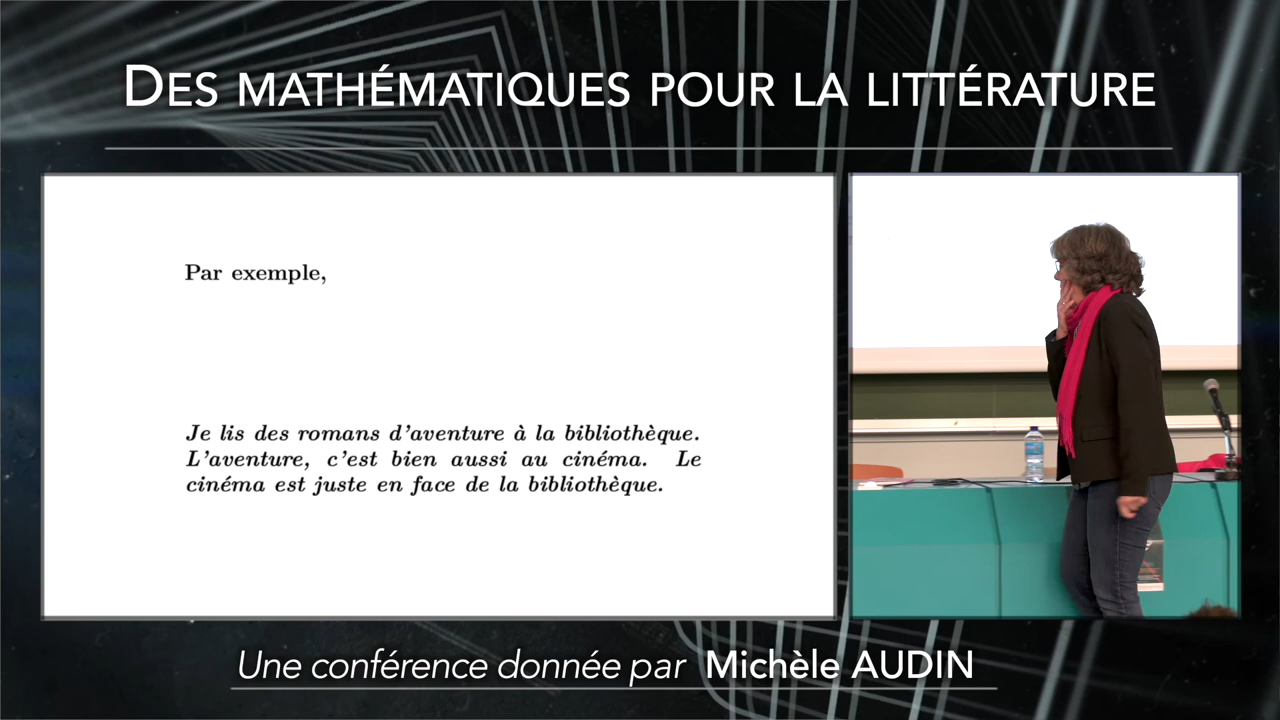 DES MATHÉMATIQUES POUR LA LITTÉRATURE
Par exemple,
Je lis des romans d'aventure à la bibliothèque.
L'aventure, c'est bien aussi au cinéma. Le
cinéma est juste en face de la bibliothèque.
Une conférence donnée par Michèle AUDIN